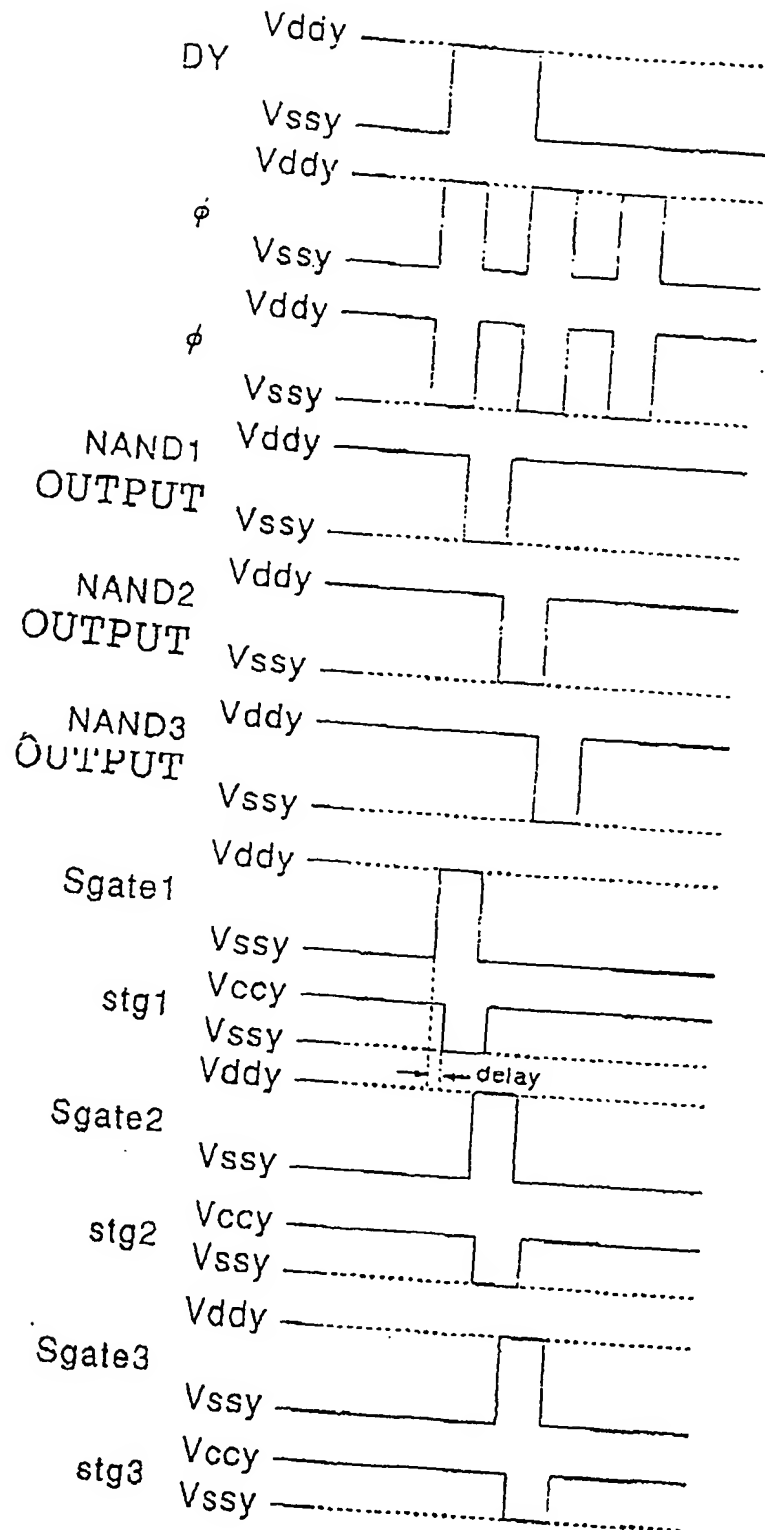 Vddy
DY
Vssy
Vddy
φ
Vssy
Vddy
φ
Vssy
NAND1
OUTPUT
Vddy
Vssy
NAND2
OUTPUT
Vddy
Vssy
NAND3
OUTPUT
Vddy
Vssy
Sgate1
Vddy
Vssy
stg1
Vccy
Vssy
delay
Sgate2
Vddy
Vssy
stg2
Vccy
Vssy
Sgate3
Vddy
Vssy
stg3
Vccy
Vssy